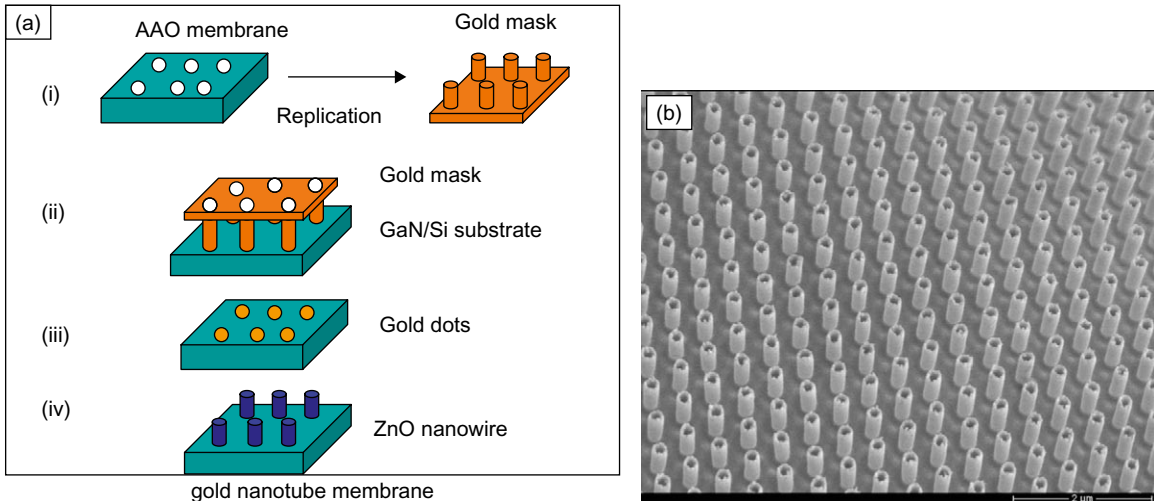 (a)
AAO membrane
Gold mask
(i)
Replication
(ii)
Gold mask
GaN/Si substrate
(iii)
Gold dots
(iv)
ZnO nanowire
gold nanotube membrane
(b)
2 µm